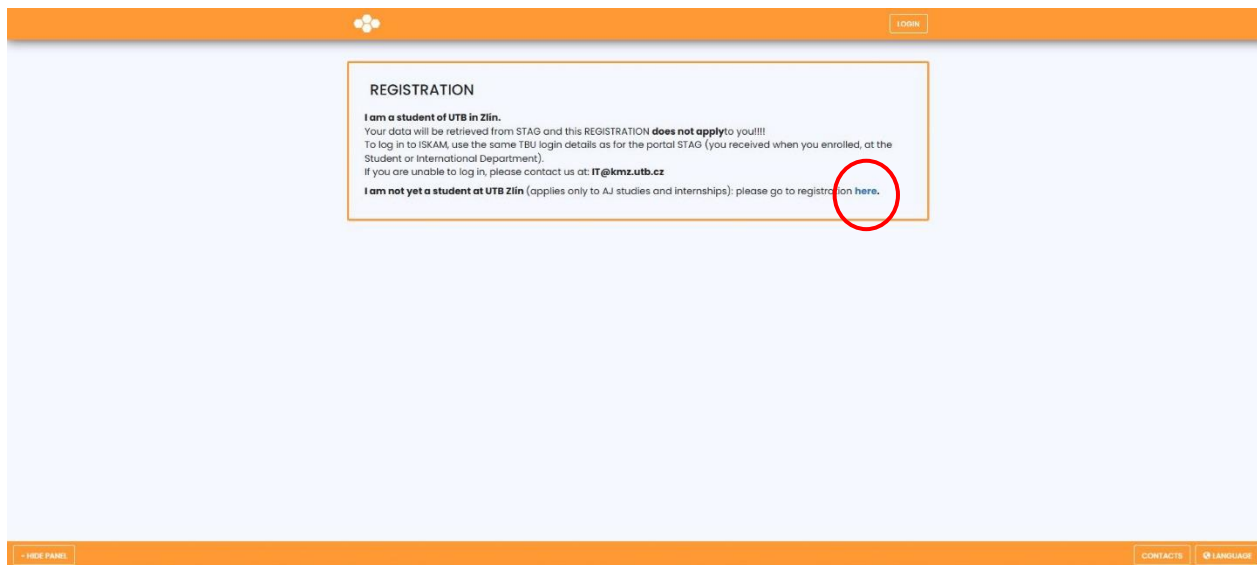 LOGIN
REGISTRATION
I am a student of UTB in Zlín.
Your data will be retrieved from STAG and this REGISTRATION does not applyto you!!!!
To log in to ISKAM, use the same TBU login details as for the portal STAG (you received when you enrolled, at the
Student or International Department).
If you are unable to log in, please contact us at: IT@kmz.utb.cz
I am not yet a student at UTB Zlín (applies only to AJ studies and internships): please go to registration here.
- HIDE PANEL
CONTACTS
LANGUAGE